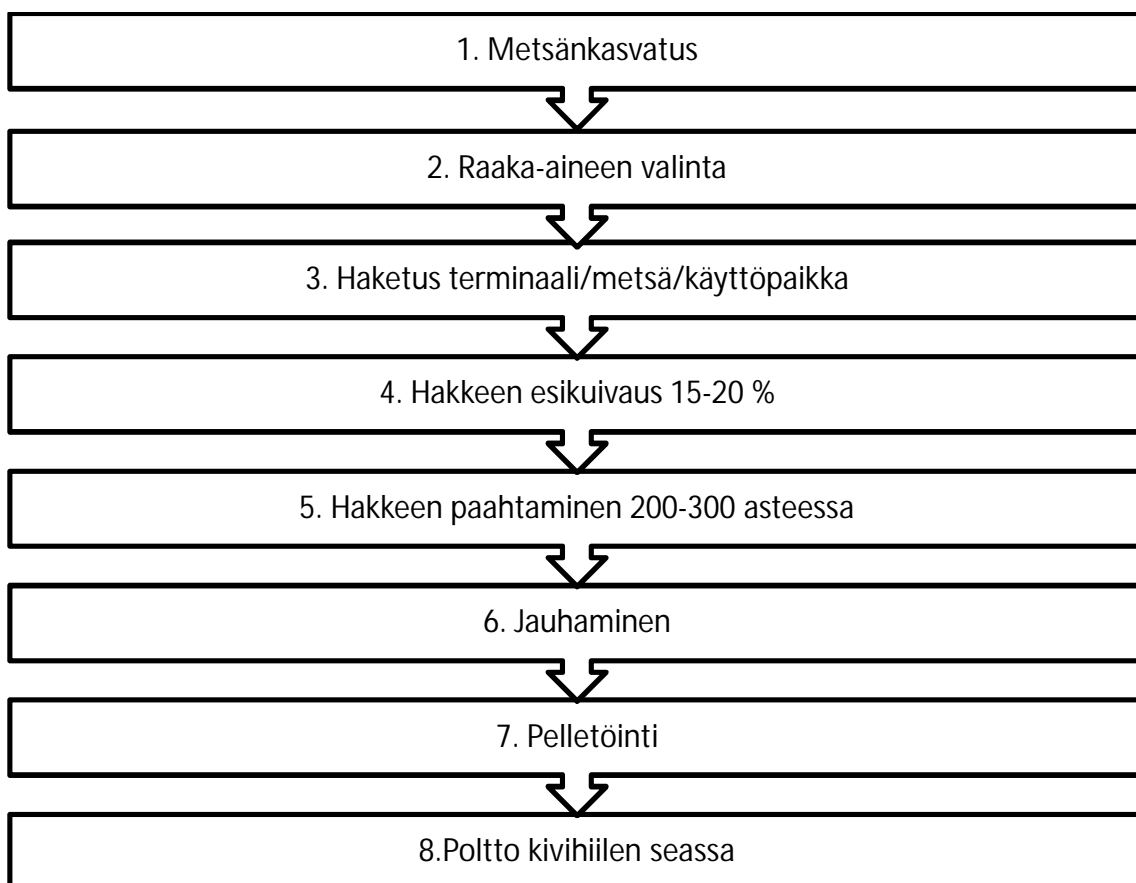 1. Metsänkasvatus
2. Raaka-aineen valinta
3. Haketus terminaali/metsä/käyttöpaikka
4. Hakkeen esikuivaus 15-20 %
5. Hakkeen paahtaminen 200-300 asteessa
6. Jauhaminen
7. Pelletöinti
8.Poltto kivihiilen seassa